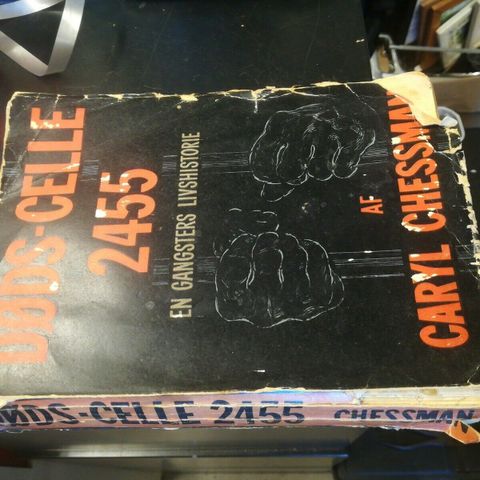 DØDS-CELLE
2455
EN GANGSTERS LIVSHISTORIE
AF
CARYL CHESSMAN
DØDS-CELLE 2455 CHESSMAN